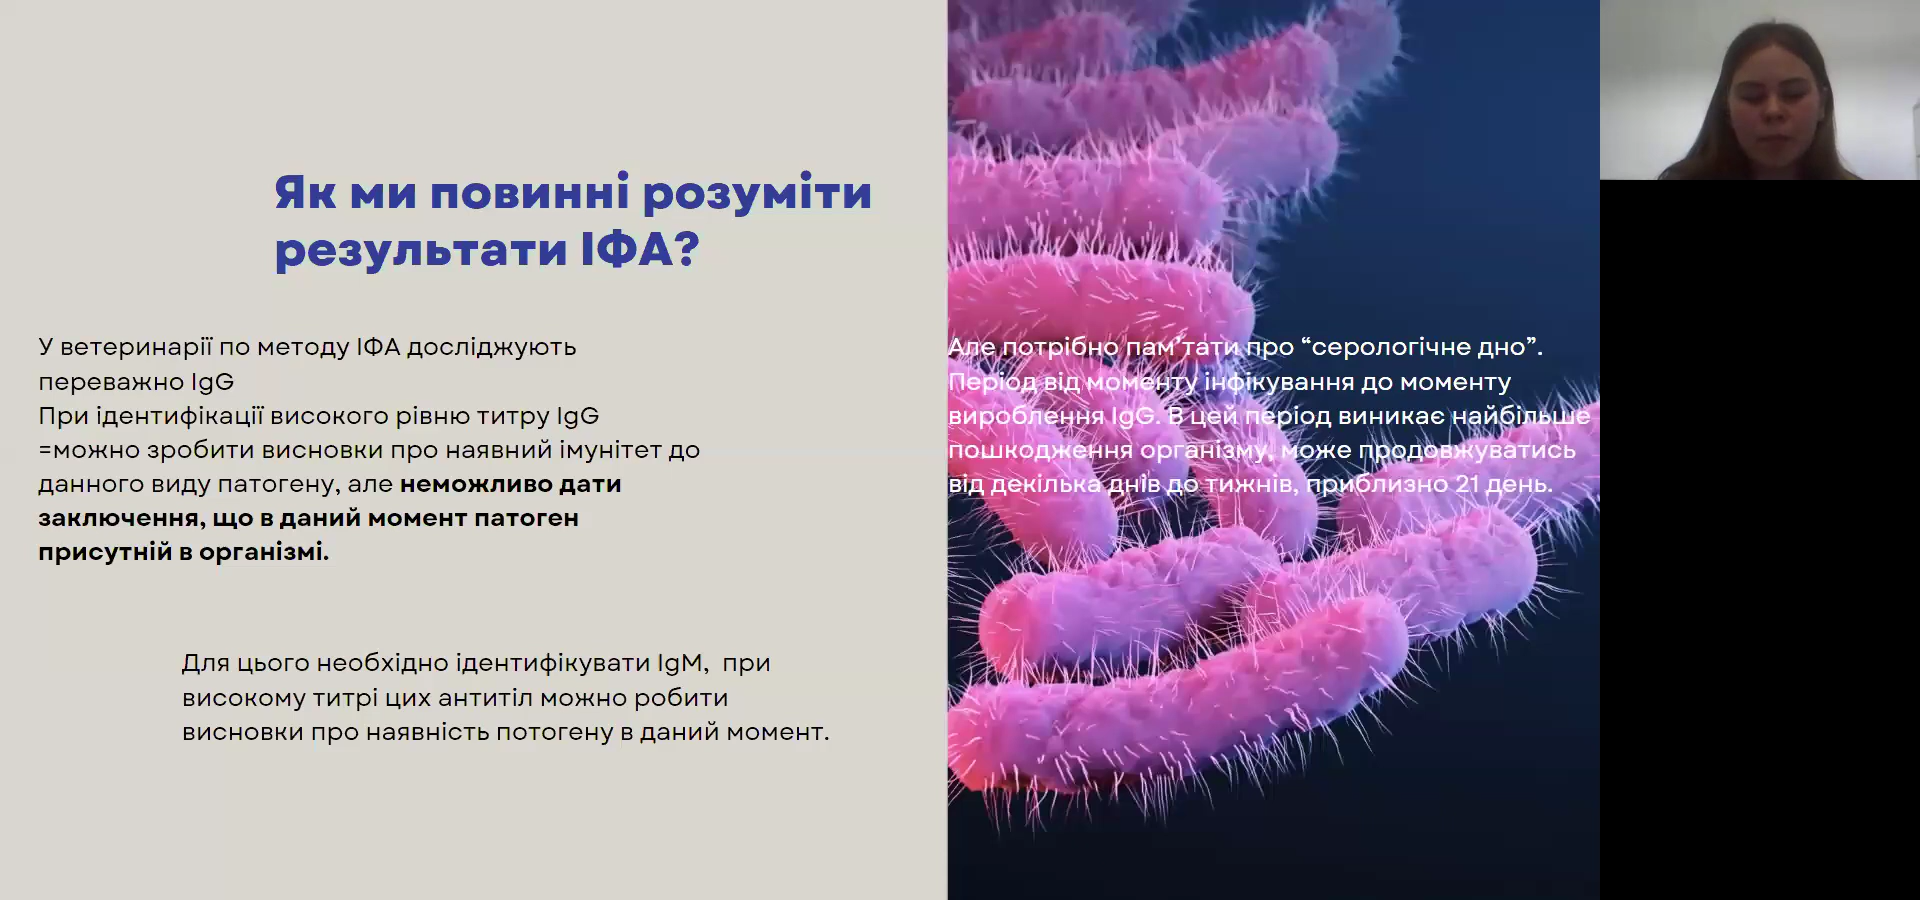 Як ми повинні розуміти
результати ІФА?
У ветеринарії по методу ІФА досліджують
переважно IgG
При ідентифікації високого рівню титру IgG
=можно зробити висновки про наявний імунітет до
данного виду патогену, але неможливо дати
заключення, що в даний момент патоген
присутній в організмі.
Для цього необхідно ідентифікувати IgM,  при
високому титрі цих антитіл можно робити
висновки про наявність потогену в даний момент.
Але потрібно пам'тати про “серологічне дно”.
Період від моменту інфікування до моменту
вироблення IgG. В цей період виникає найбільше
пошкодження організму, може продовжуватись
від декілька днів до тижнів, приблизно 21 день.